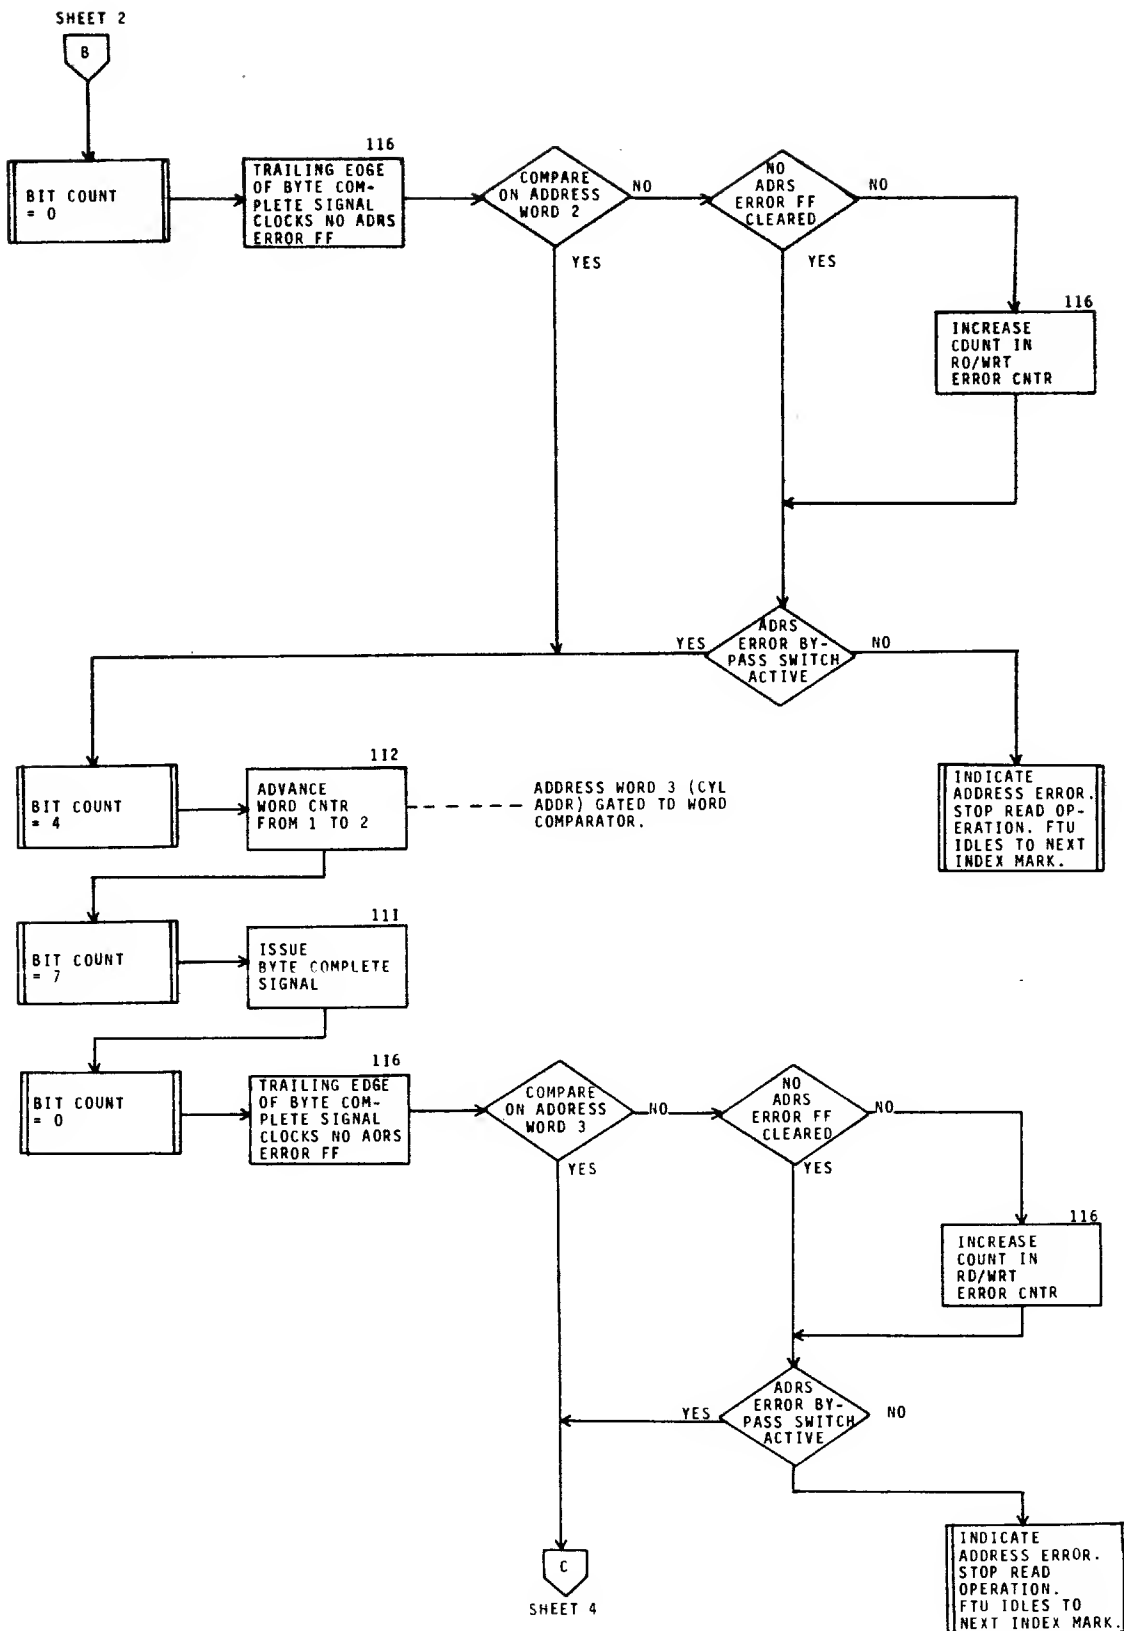 SHEET 2
B
BIT COUNT
= 0
116
TRAILING EDGE
OF BYTE COM-
PLETE SIGNAL
CLOCKS NO ADRS
ERROR FF
COMPARE
ON ADDRESS
WORD 2
NO
YES
NO
ADRS
ERROR FF
CLEARED
NO
YES
116
INCREASE
CDUNT IN
RO/WRT
ERROR CNTR
ADRS
ERROR BY-
PASS SWITCH
ACTIVE
YES
NO
INDICATE
ADDRESS ERROR.
STOP READ OP-
ERATION. FTU
IDLES TO NEXT
INDEX MARK.
BIT COUNT
= 4
112
ADVANCE
WORD CNTR
FROM 1 TO 2
ADDRESS WORD 3 (CYL
ADDR) GATED TO WORD
COMPARATOR.
BIT COUNT
= 7
111
ISSUE
BYTE COMPLETE
SIGNAL
BIT COUNT
= 0
116
TRAILING EDGE
OF BYTE COM-
PLETE SIGNAL
CLOCKS NO AORS
ERROR FF
COMPARE
ON AODRESS
WORD 3
NO
YES
NO
ADRS
ERROR FF
CLEARED
NO
YES
116
INCREASE
COUNT IN
RD/WRT
ERROR CNTR
ADRS
ERROR BY-
PASS SWITCH
ACTIVE
YES
NO
INDICATE
ADDRESS ERROR.
STOP READ
OPERATION.
FTU IDLES TO
NEXT INDEX MARK.
C
SHEET 4